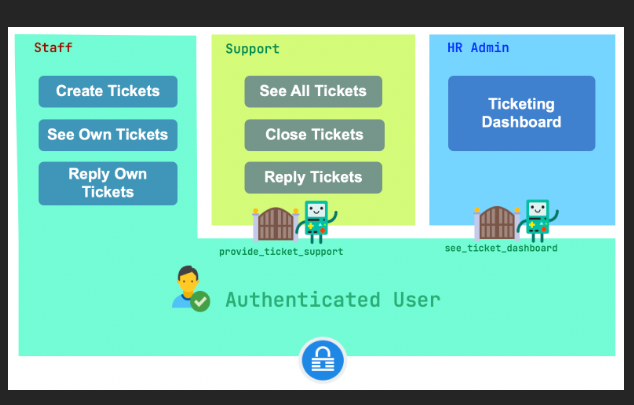 Staff
Create Tickets
See Own Tickets
Reply Own
Tickets
Support
See All Tickets
Close Tickets
Reply Tickets
provide_ticket_support
HR Admin
Ticketing
Dashboard
see_ticket_dashboard
Authenticated User